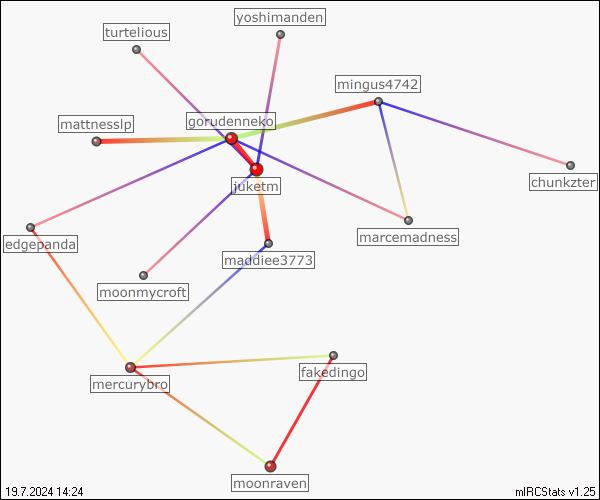 yoshimanden
turtelious
mingus4742
gorudenneko
mattnesslp
chunkzter
juketm
marcemadness
edgepanda
maddiee3773
moonmycroft
fakedingo
mercurybro
moonraven
19.7.2024 14:24
mIRCStats v1.25